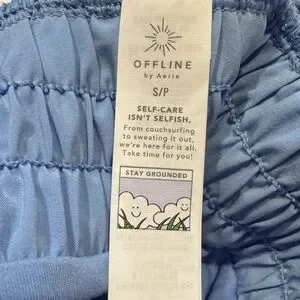 OFFLINE
by Aerie
S/P
SELF-CARE
ISN'T SELFISH.
From couchsurfing
to sweating it out,
we're here for it all.
Take time for you!
STAY GROUNDED